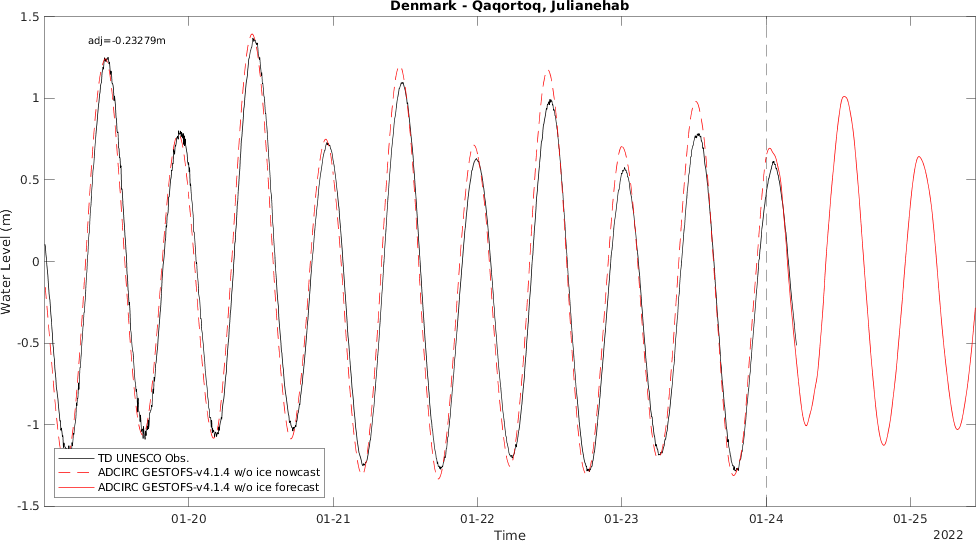 Denmark - Qaqortoq, Julianehab
adj=-0.23279m
1.5
1
0.5
0
-0.5
-1
-1.5
Water Level (m)
TD UNESCO Obs.
ADCIRC GESTOFS-v4.1.4 w/o ice nowcast
ADCIRC GESTOFS-v4.1.4 w/o ice forecast
01-20 01-21 01-22 01-23 01-24 01-25
Time
2022